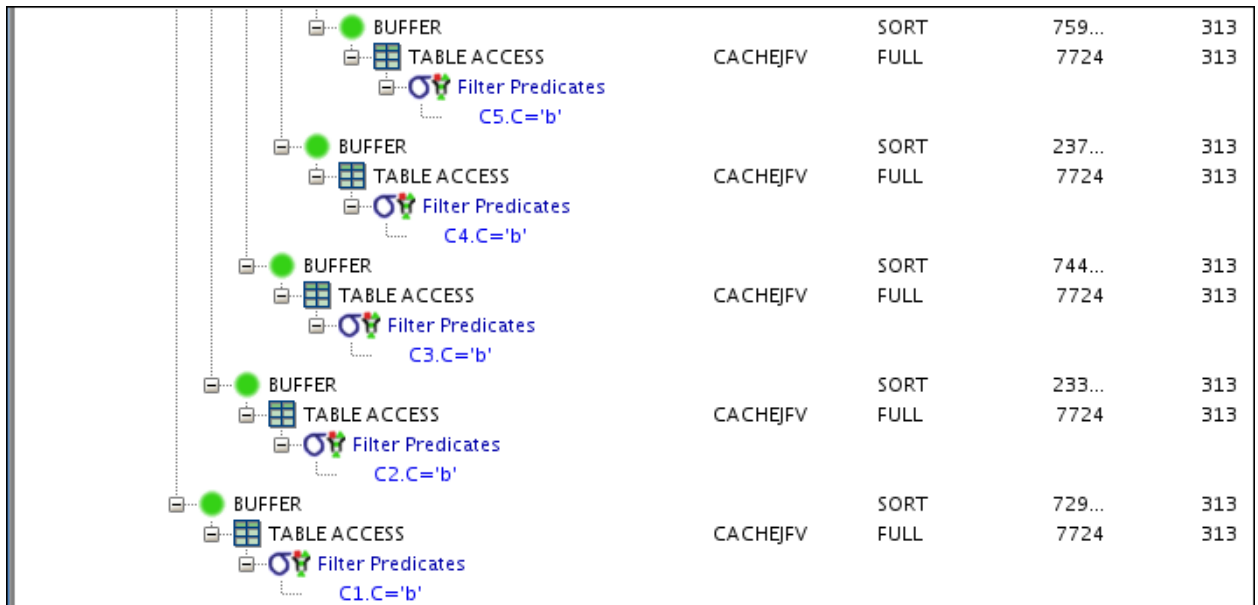 BUFFER SORT 759... 313
TABLE ACCESS CACHEJFV FULL 7724 313
Filter Predicates
C5.C='b'
BUFFER SORT 237... 313
TABLE ACCESS CACHEJFV FULL 7724 313
Filter Predicates
C4.C='b'
BUFFER SORT 744... 313
TABLE ACCESS CACHEJFV FULL 7724 313
Filter Predicates
C3.C='b'
BUFFER SORT 233... 313
TABLE ACCESS CACHEJFV FULL 7724 313
Filter Predicates
C2.C='b'
BUFFER SORT 729... 313
TABLE ACCESS CACHEJFV FULL 7724 313
Filter Predicates
C1.C='b'